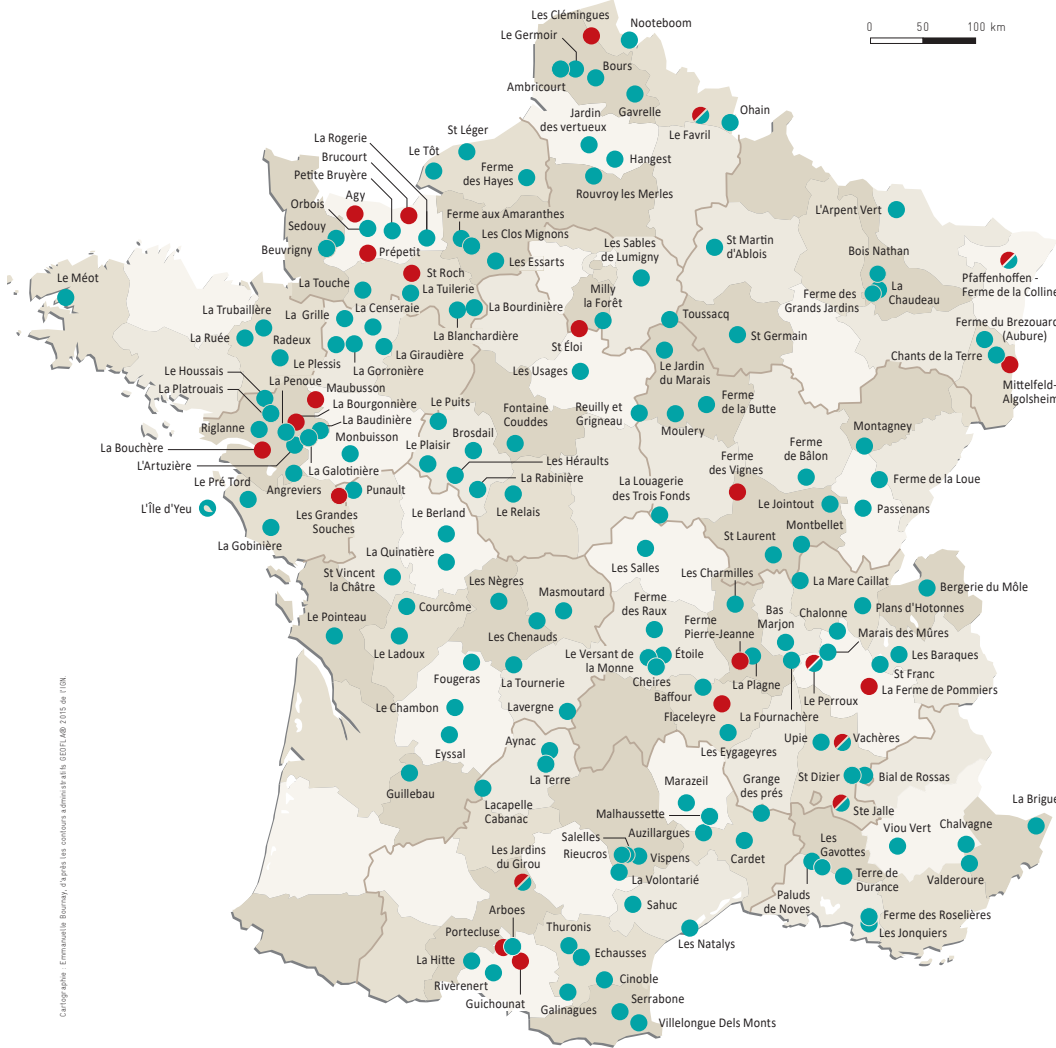 Les Clémingues
Nooteboom
Le Germoir
0 50 100 km
Bours
Ambricourt
Gavrelle
Jardin
des vertueux
Ohain
Le Favril
La Rogerie
St Léger
Brucourt
Le Tôt
Hangest
Petite Bruyère
Ferme
des Hayes
Agy
Rouvroy les Merles
Orbois
Ferme aux Amaranthes
L'Arpent Vert
Sedouy
Les Clos Mignons
Les Sables
de Lumigny
St Martin
d'Ablois
Bois Nathan
Beuvrigny
Prépetit
Les Essarts
Pfaffenhoffen -
Ferme de la Colline
Le Méot
St Roch
Milly
la Forêt
La
Chaudeau
La Touche
La Tuilerie
Ferme des
Grands Jardins
La Trubaillère
La Grille
La Censeraie
La Bourdinière
Toussacq
Ferme du Brezouard
(Aubure)
La Ruée
Radeux
La Blanchardière
St Germain
St Éloi
Chants de la Terre
Le Plessis
La Giraudière
Le Jardin
du Marais
Le Houssais
La Penoue
La Gorronière
Les Usages
Mittelfeld-
Algolsheim
La Platrouais
Maubusson
Ferme
de la Butte
La Bourgonnière
Le Puits
Reuilly et
Grigneau
Riglanne
La Baudinière
Fontaine
Couddes
Montagney
Monbuisson
Brosdail
Moulery
La Bouchère
Le Plaisir
Ferme
de Bâlon
L'Artuzière
La Galotinière
Les Héraults
Ferme
des Vignes
Le Pré Tord
Angreviers
Punault
La Rabinière
La Louagerie
des Trois Fonds
Ferme de la Loue
L'Île d'Yeu
Les Grandes
Souches
Le Relais
Le Jointout
Passenans
Le Berland
Montbellet
La Gobinière
St Laurent
La Quinatière
Les Salles
St Vincent
la Châtre
Les Nègres
Les Charmilles
La Mare Caillat
Bergerie du Môle
Masmoutard
Courcôme
Ferme
des Raux
Bas
Marjon
Chalonne
Plans d'Hotonnes
Le Pointeau
Ferme
Pierre-Jeanne
Les Chenauds
Marais des Mûres
Le Ladoux
Le Versant de
la Monne
Étoile
Les Baraques
Fougeras
La Tournerie
Cheires
St Franc
La Plagne
La Ferme de Pommiers
Baffour
Le Perroux
Le Chambon
Lavergne
Flaceleyre
La Fournachère
Eyssal
Aynac
Les Eygageyres
Upie
Vachères
La Terre
St Dizier
Bial de Rossas
Guillebau
Marazeil
Grange
des prés
Lacapelle
Cabanac
La Brigue
Malhaussette
Ste Jalle
Auzillargues
Viou Vert
Chalvagne
Salelles
Les
Gavottes
Les Jardins
du Girou
Rieucros
Vispens
Cardet
Terre de
Durance
La Volontarié
Valderoure
Paluds
de Noves
Sahuc
Arboes
Ferme des Roselières
Portecluse
Thuronis
Les Jonquiers
Les Natalys
La Hitte
Echausses
Rivèrenert
Cinoble
Guichounat
Galinagues
Serrabone
Villelongue Dels Monts
Cartographie : Emmanuelle Bournay, d'après les contours administratifs GEOFLA® 2015 de l'IGN.